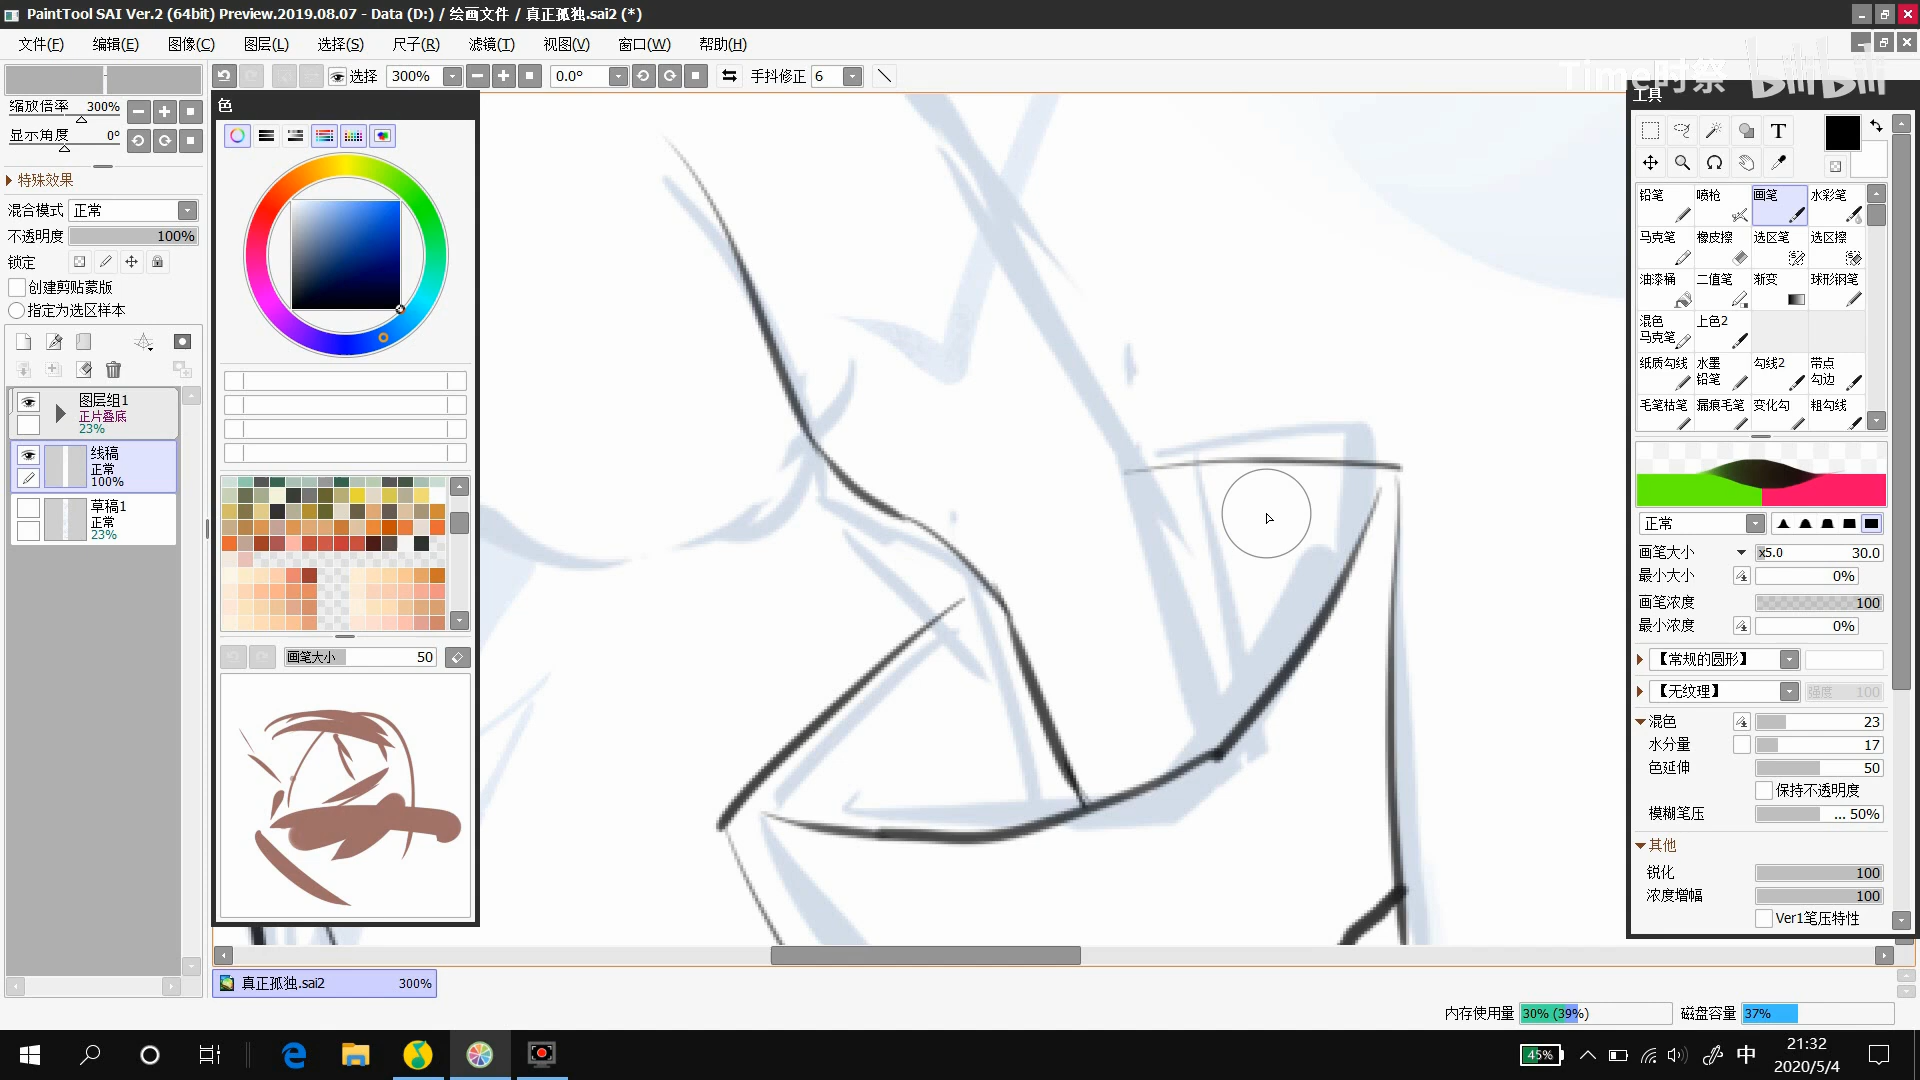 PaintTool SAI Ver.2 (64bit) Preview.2019.08.07 - Data (D:) / 绘画文件 / 真正孤独.sai2 (*)
文件(F) 编辑(E) 图像(C) 图层(L) 选择(S) 尺子(R) 滤镜(T) 视图(V) 窗口(W) 帮助(H)
选择 300% 0.0° 手抖修正 6
Time时祭 bilibili
缩放倍率 300%
显示角度 0°
特殊效果
混合模式 正常
不透明度 100%
锁定
创建剪贴蒙版
指定为选区样本
图层组1
正片叠底
23%
线稿
正常
100%
草稿1
正常
23%
色
画笔大小 50
工具
T
铅笔 喷枪 画笔 水彩笔
马克笔 橡皮擦 选区笔 选区擦
油漆桶 二值笔 渐变 球形钢笔
混色
马克笔
上色2
纸质勾线
水墨
铅笔
勾线2
带点
勾边
毛笔枯笔 漏痕毛笔 变化勾 粗勾线
正常
画笔大小 x5.0 30.0
最小大小 0%
画笔浓度 100
最小浓度 0%
【常规的圆形】
【无纹理】 强度 100
混色 23
水分量 17
色延伸 50
保持不透明度
模糊笔压 ... 50%
其他
锐化 100
浓度增幅 100
Ver1笔压特性
真正孤独.sai2 300%
内存使用量 30% (39%) 磁盘容量 37%
45% 中
21:32
2020/5/4